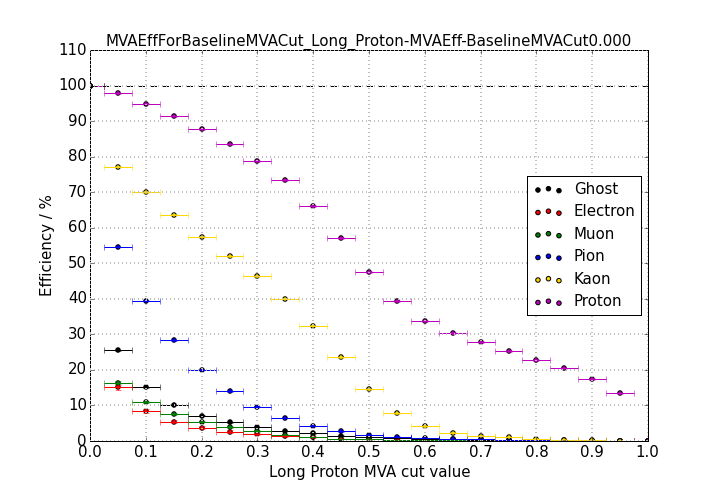 MVAEffForBaselineMVACut_Long_Proton-MVAEff-BaselineMVACut0.000
110
100
90
80
70
60
50
40
30
20
10
0
Efficiency / %
Ghost
Electron
Muon
Pion
Kaon
Proton
0.0 0.1 0.2 0.3 0.4 0.5 0.6 0.7 0.8 0.9 1.0
Long Proton MVA cut value